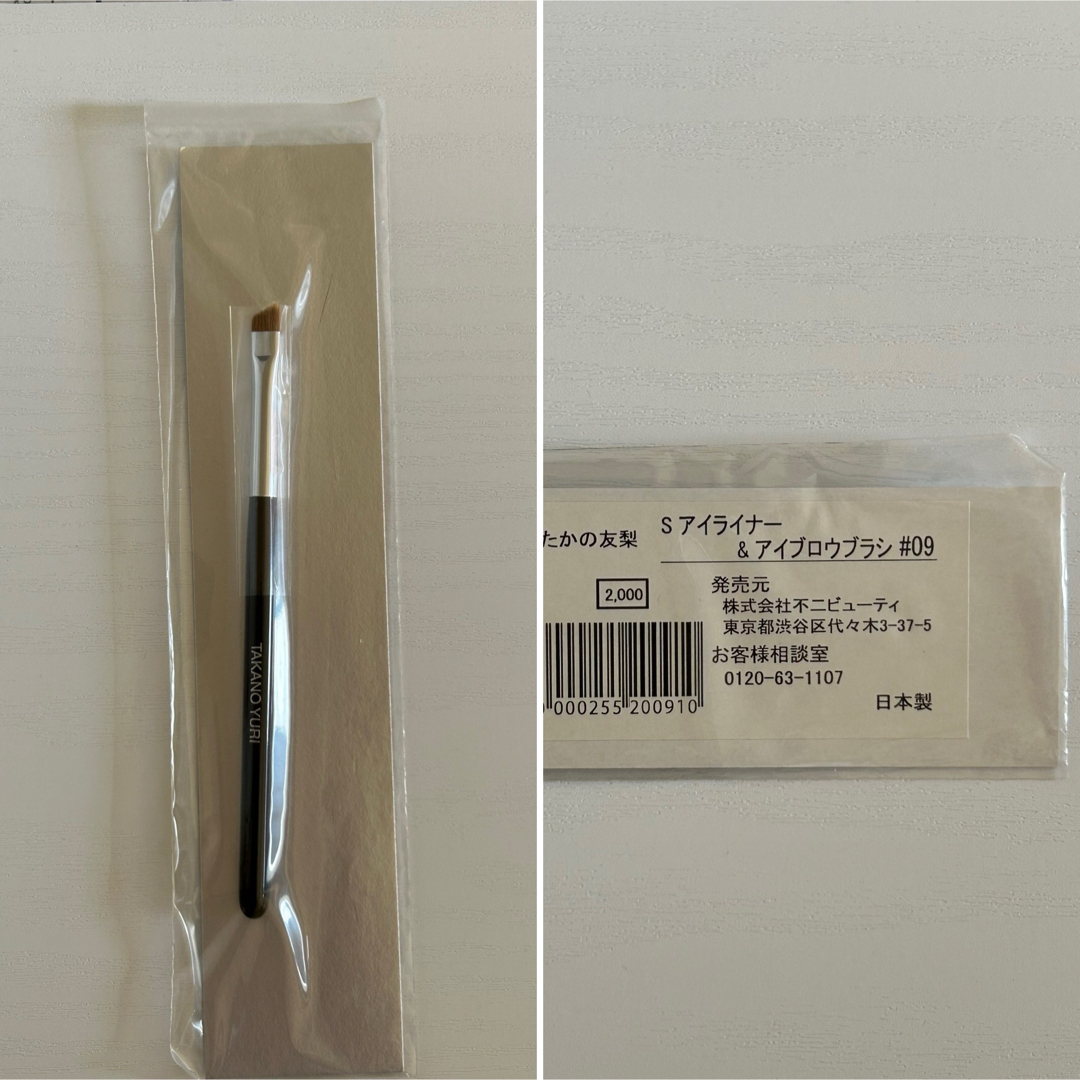 TAKANO YURI
たかの友梨
S アイライナー
& アイブロウブラシ #09
2,000
発売元
株式会社不二ビューティ
東京都渋谷区代々木3-37-5
お客様相談室
0120-63-1107
000255 200910
日本製